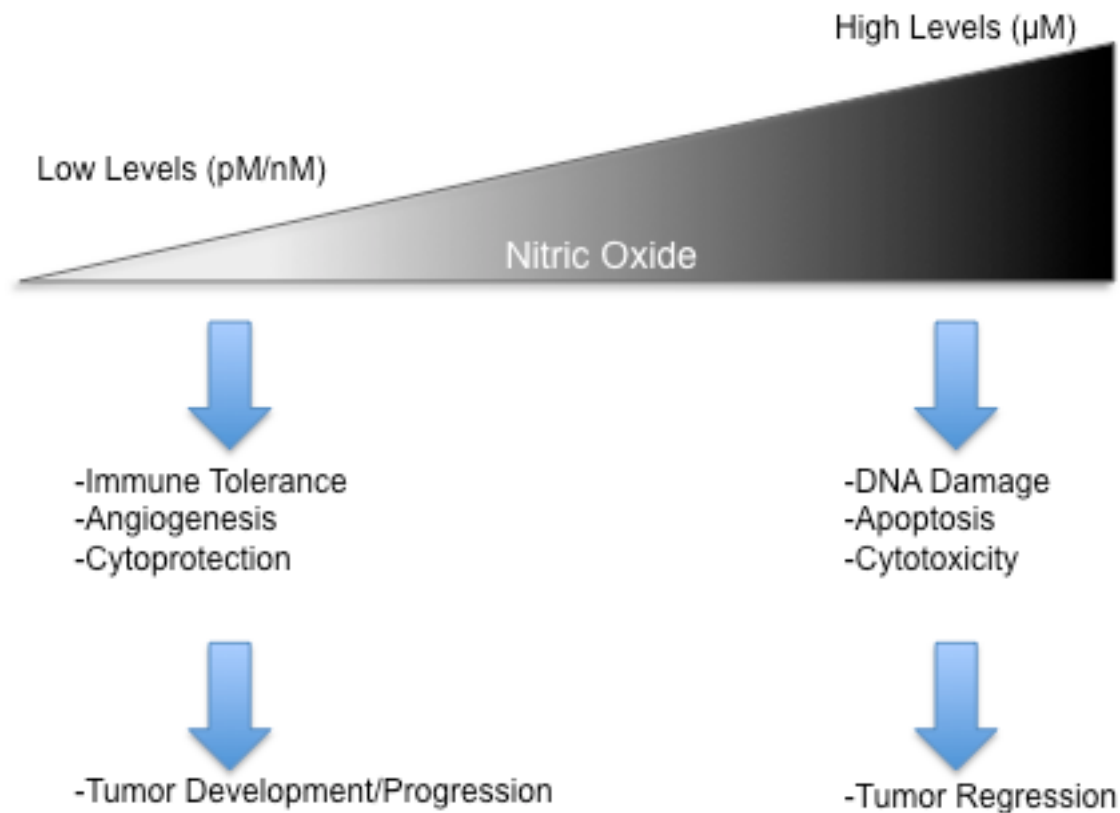 High Levels (µM)
Low Levels (pM/nM)
Nitric Oxide
-Immune Tolerance
-Angiogenesis
-Cytoprotection
-DNA Damage
-Apoptosis
-Cytotoxicity
-Tumor Development/Progression
-Tumor Regression